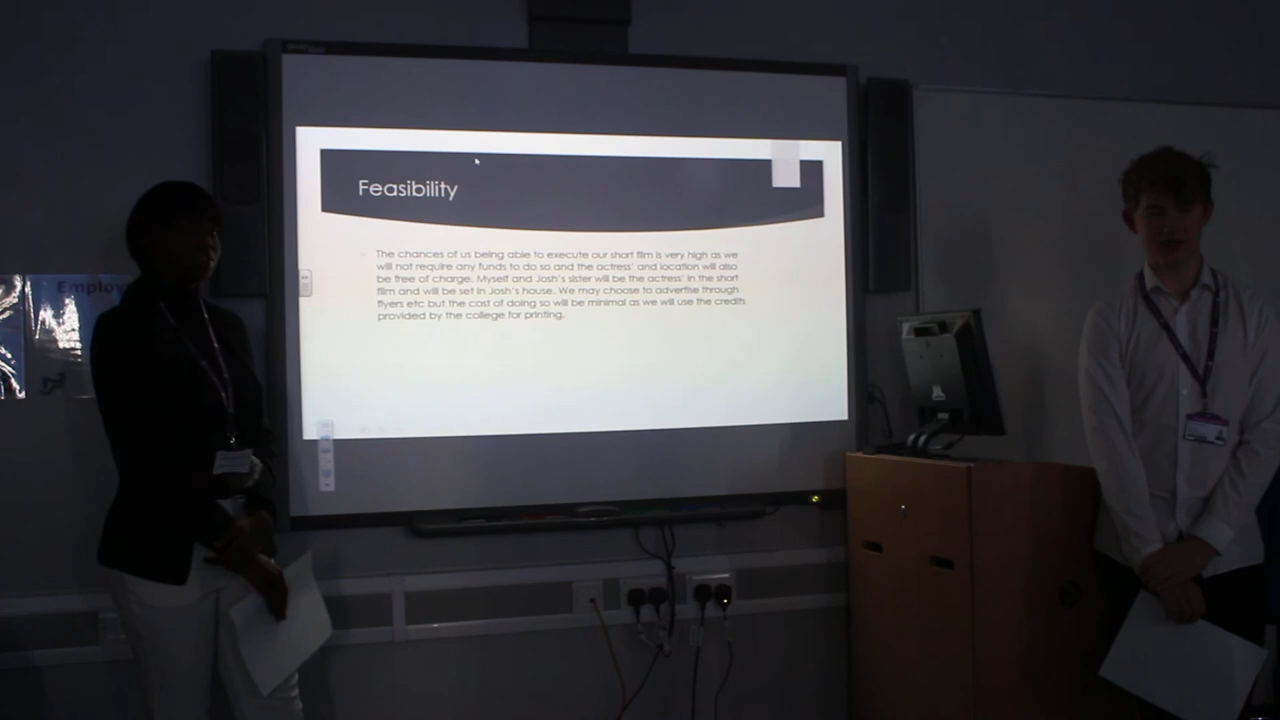 Feasibility
The chances of us being able to execute our short film is very high as we
will not require any funds to do so and the actress' and location will also
be free of charge. Myself and Josh's sister will be the actress' in the short
film and will be set in Josh's house. We may choose to advertise through
flyers etc but the cost of doing so will be minimal as we will use the credits
provided by the college for printing.